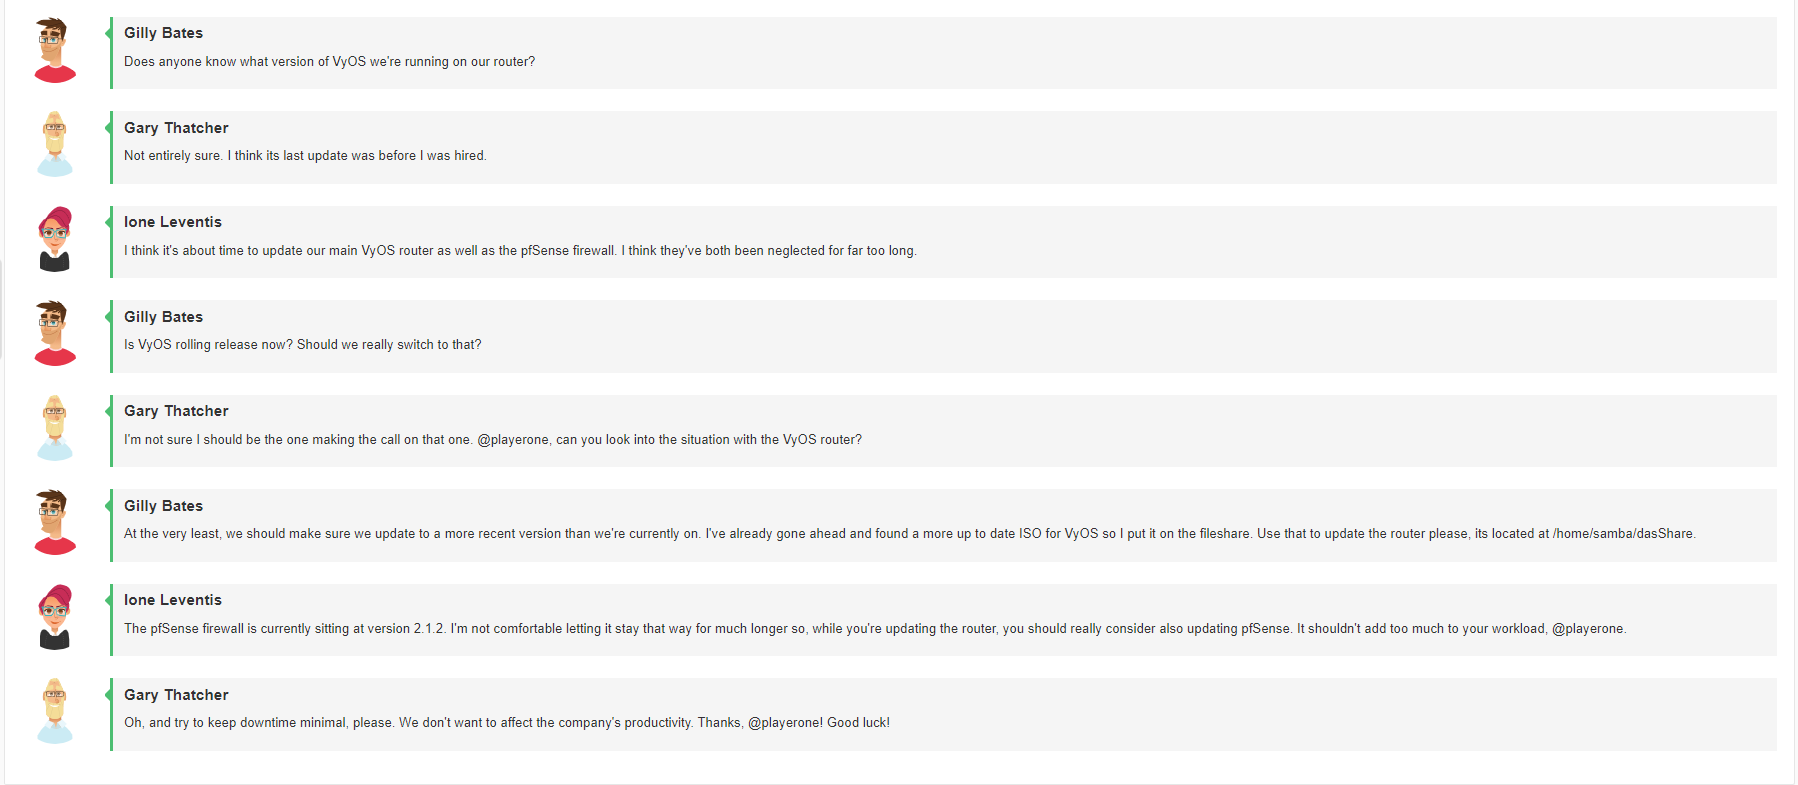 Gilly Bates
Does anyone know what version of VyOS we're running on our router?
Gary Thatcher
Not entirely sure. I think its last update was before I was hired.
Ione Leventis
I think it's about time to update our main VyOS router as well as the pfSense firewall. I think they've both been neglected for far too long.
Gilly Bates
Is VyOS rolling release now? Should we really switch to that?
Gary Thatcher
I'm not sure I should be the one making the call on that one. @playerone, can you look into the situation with the VyOS router?
Gilly Bates
At the very least, we should make sure we update to a more recent version than we're currently on. I've already gone ahead and found a more up to date ISO for VyOS so I put it on the fileshare. Use that to update the router please, its located at /home/samba/dasShare.
Ione Leventis
The pfSense firewall is currently sitting at version 2.1.2. I'm not comfortable letting it stay that way for much longer so, while you're updating the router, you should really consider also updating pfSense. It shouldn't add too much to your workload, @playerone.
Gary Thatcher
Oh, and try to keep downtime minimal, please. We don't want to affect the company's productivity. Thanks, @playerone! Good luck!